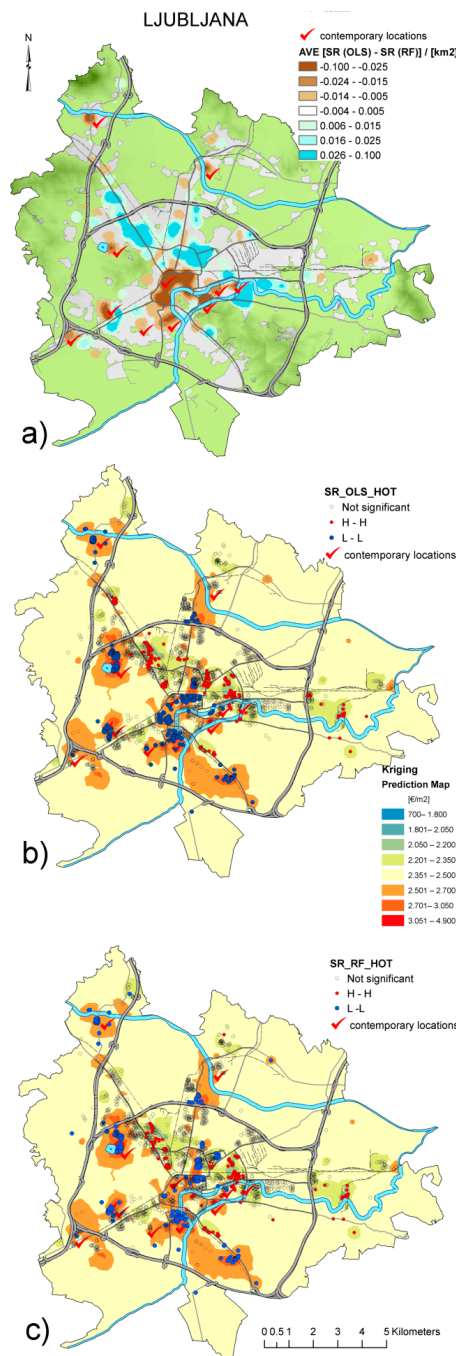 LJUBLJANA
N
contemporary locations
AVE [SR (OLS) - SR (RF)] / [km2]
-0.100 - -0.025
-0.024 - -0.015
-0.014 - -0.005
-0.004 - 0.005
0.006 - 0.015
0.016 - 0.025
0.026 - 0.100
a)
SR_OLS_HOT
Not significant
H - H
L - L
contemporary locations
Kriging
Prediction Map
[€/m2]
700– 1.800
1.801– 2.050
2.050 – 2.200
2.201– 2.350
2.351 – 2.500
2.501 – 2.700
2.701– 3.050
3.051 – 4.900
b)
SR_RF_HOT
Not significant
H - H
L -L
contemporary locations
c)
0 0.5 1 2 3 4 5 Kilometers